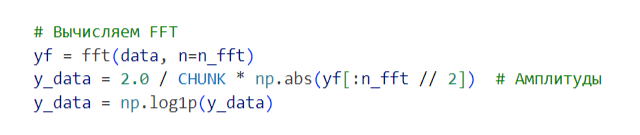 # Вычисляем FFT
yf = fft(data, n=n_fft)
y_data = 2.0 / CHUNK * np.abs(yf[:n_fft // 2])  # Амплитуды
y_data = np.log1p(y_data)